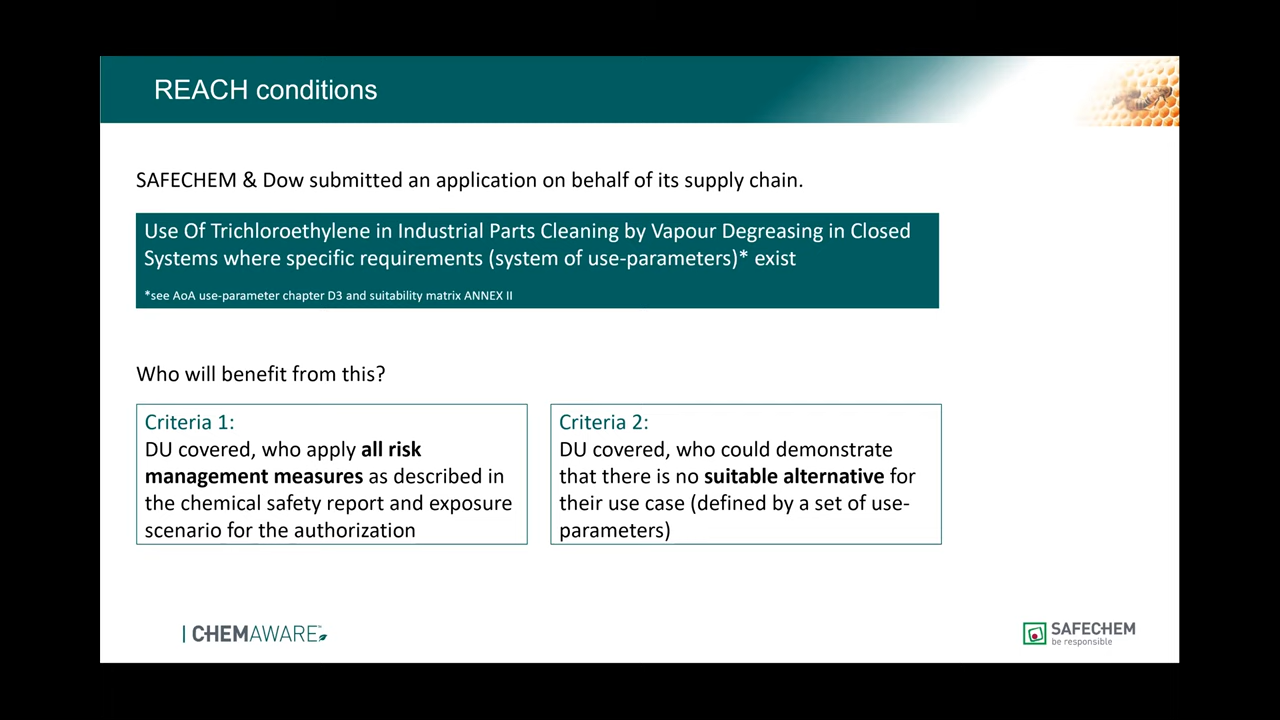 REACH conditions
SAFECHEM & Dow submitted an application on behalf of its supply chain.
Use Of Trichloroethylene in Industrial Parts Cleaning by Vapour Degreasing in Closed
Systems where specific requirements (system of use-parameters)* exist
*see AoA use-parameter chapter D3 and suitability matrix ANNEX II
Who will benefit from this?
Criteria 1:
DU covered, who apply all risk
management measures as described in
the chemical safety report and exposure
scenario for the authorization
Criteria 2:
DU covered, who could demonstrate
that there is no suitable alternative for
their use case (defined by a set of use-
parameters)
CHEMAWARE™
SAFECHEM
be responsible